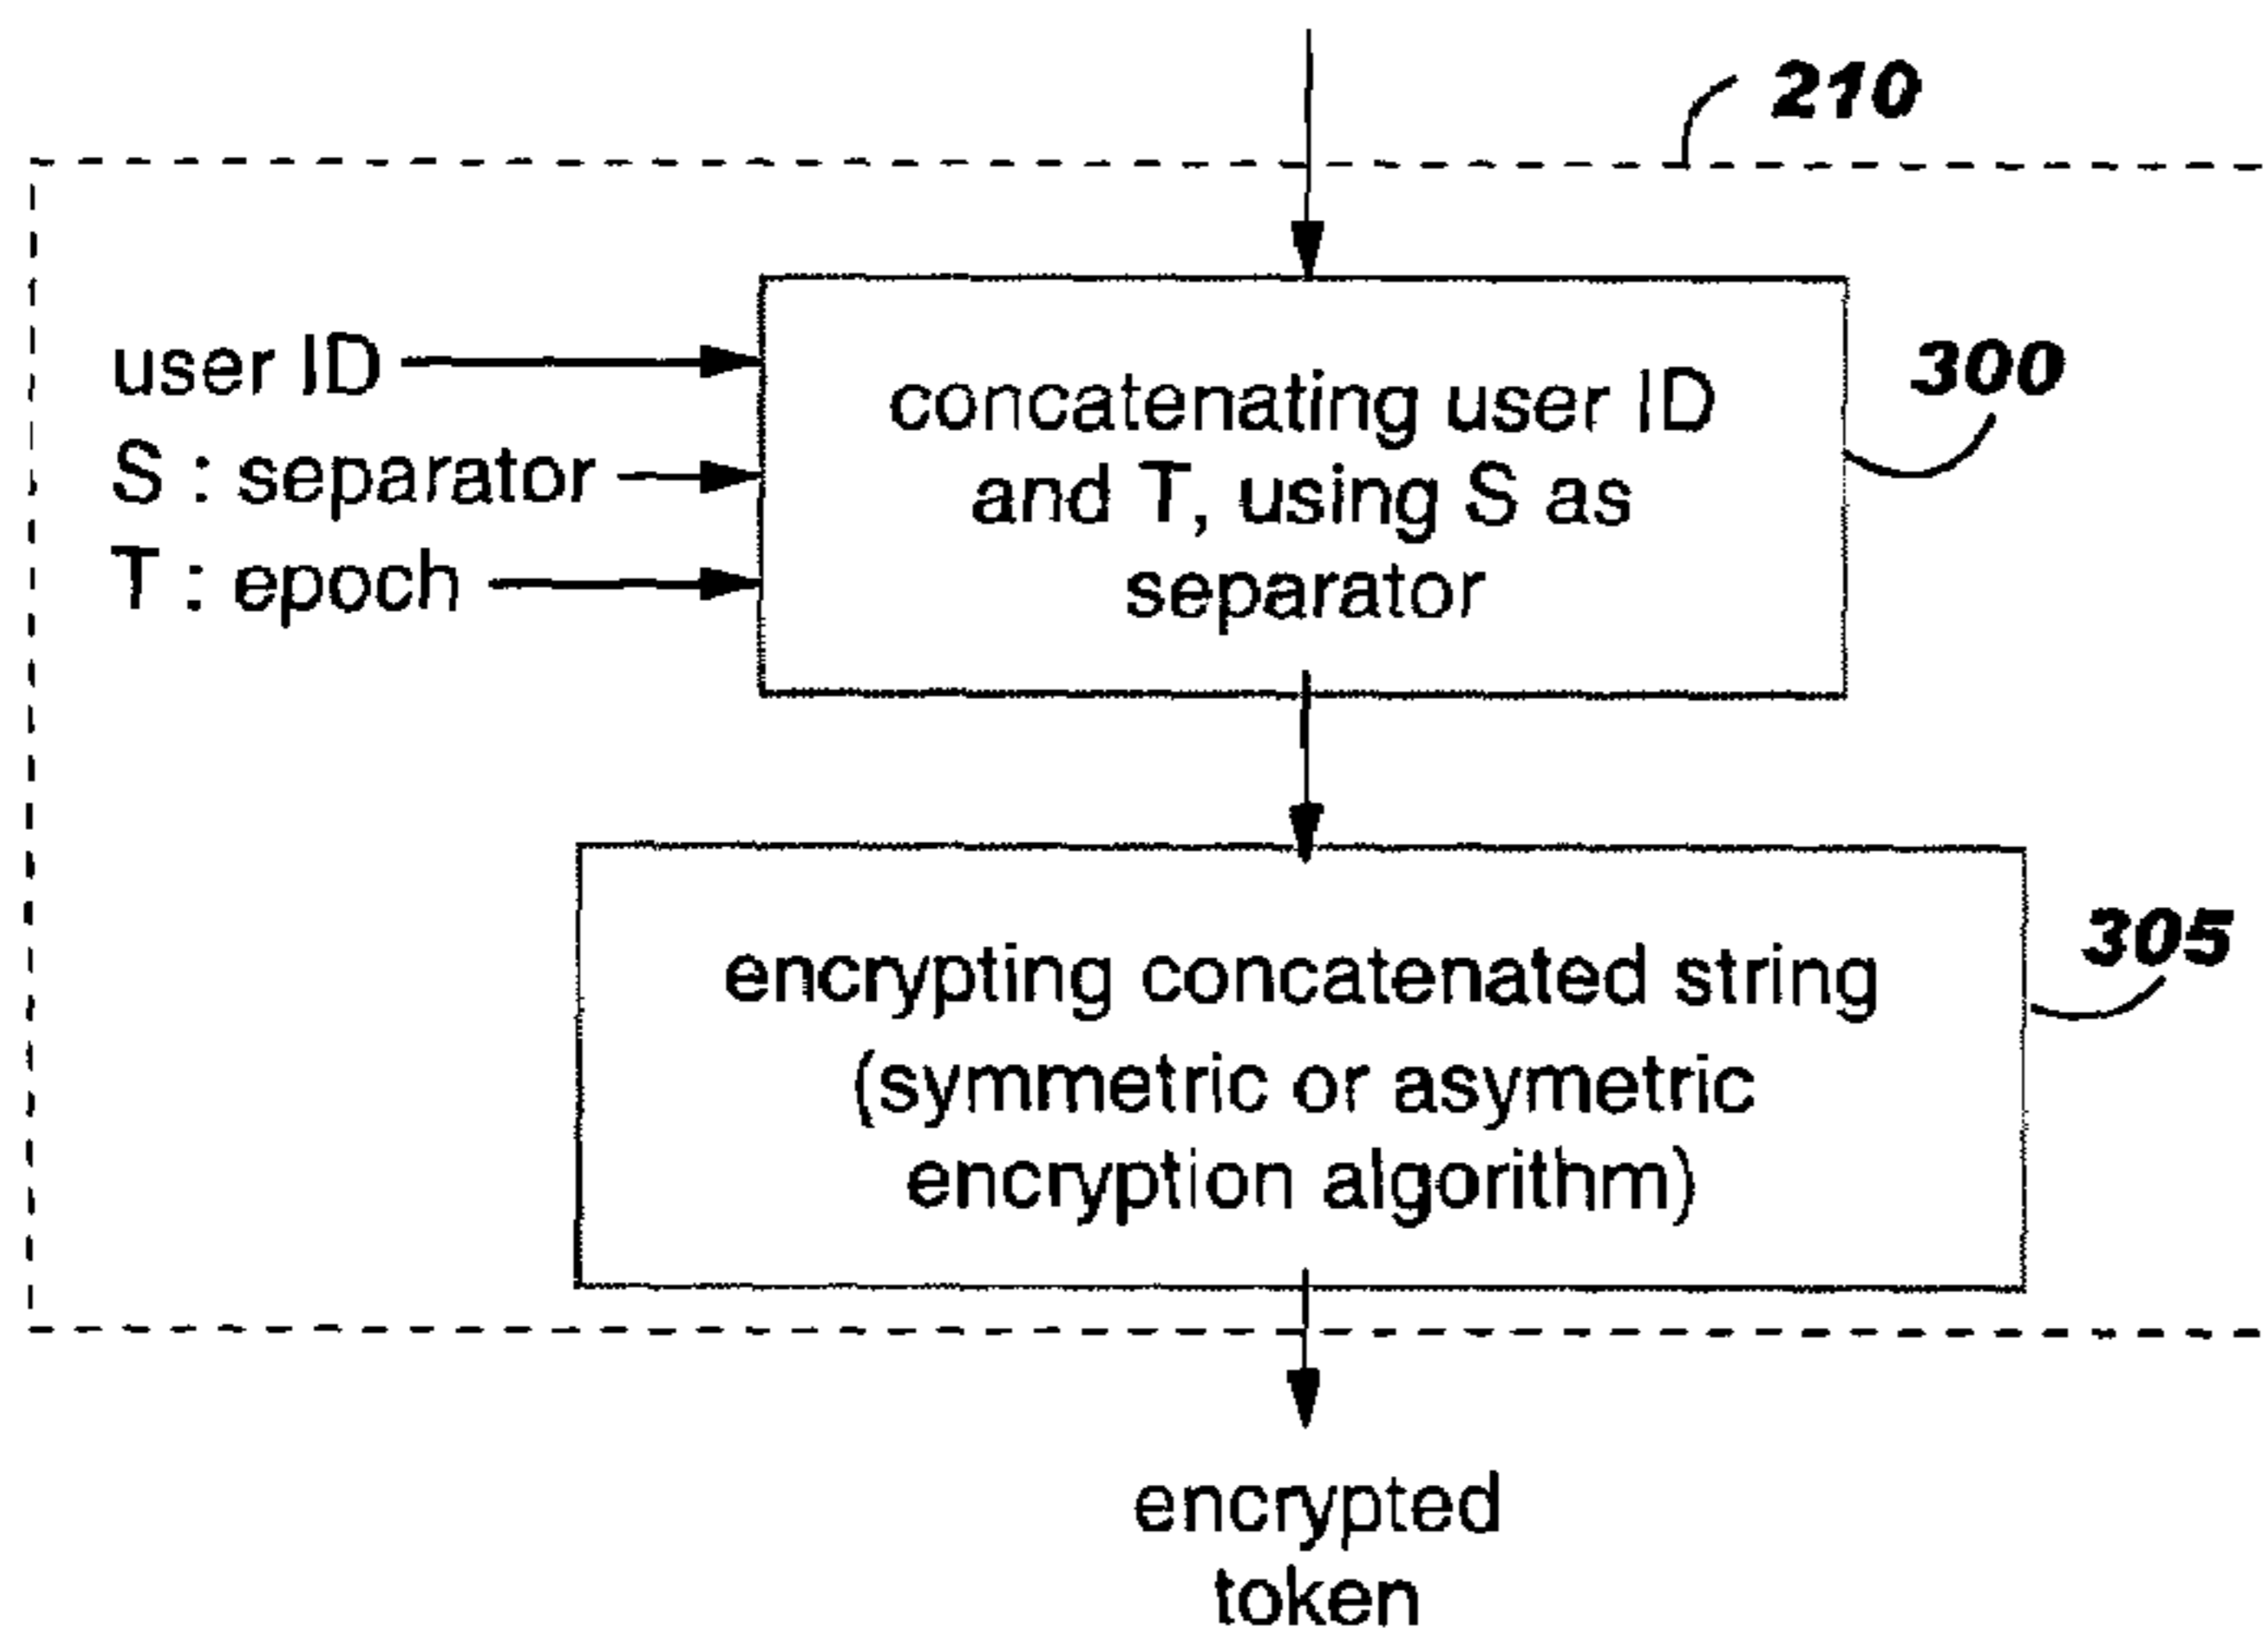 210
user ID
S : separator
T : epoch
concatenating user ID
and T, using S as
separator
300
encrypting concatenated string
(symmetric or asymetric
encryption algorithm)
305
encrypted
token